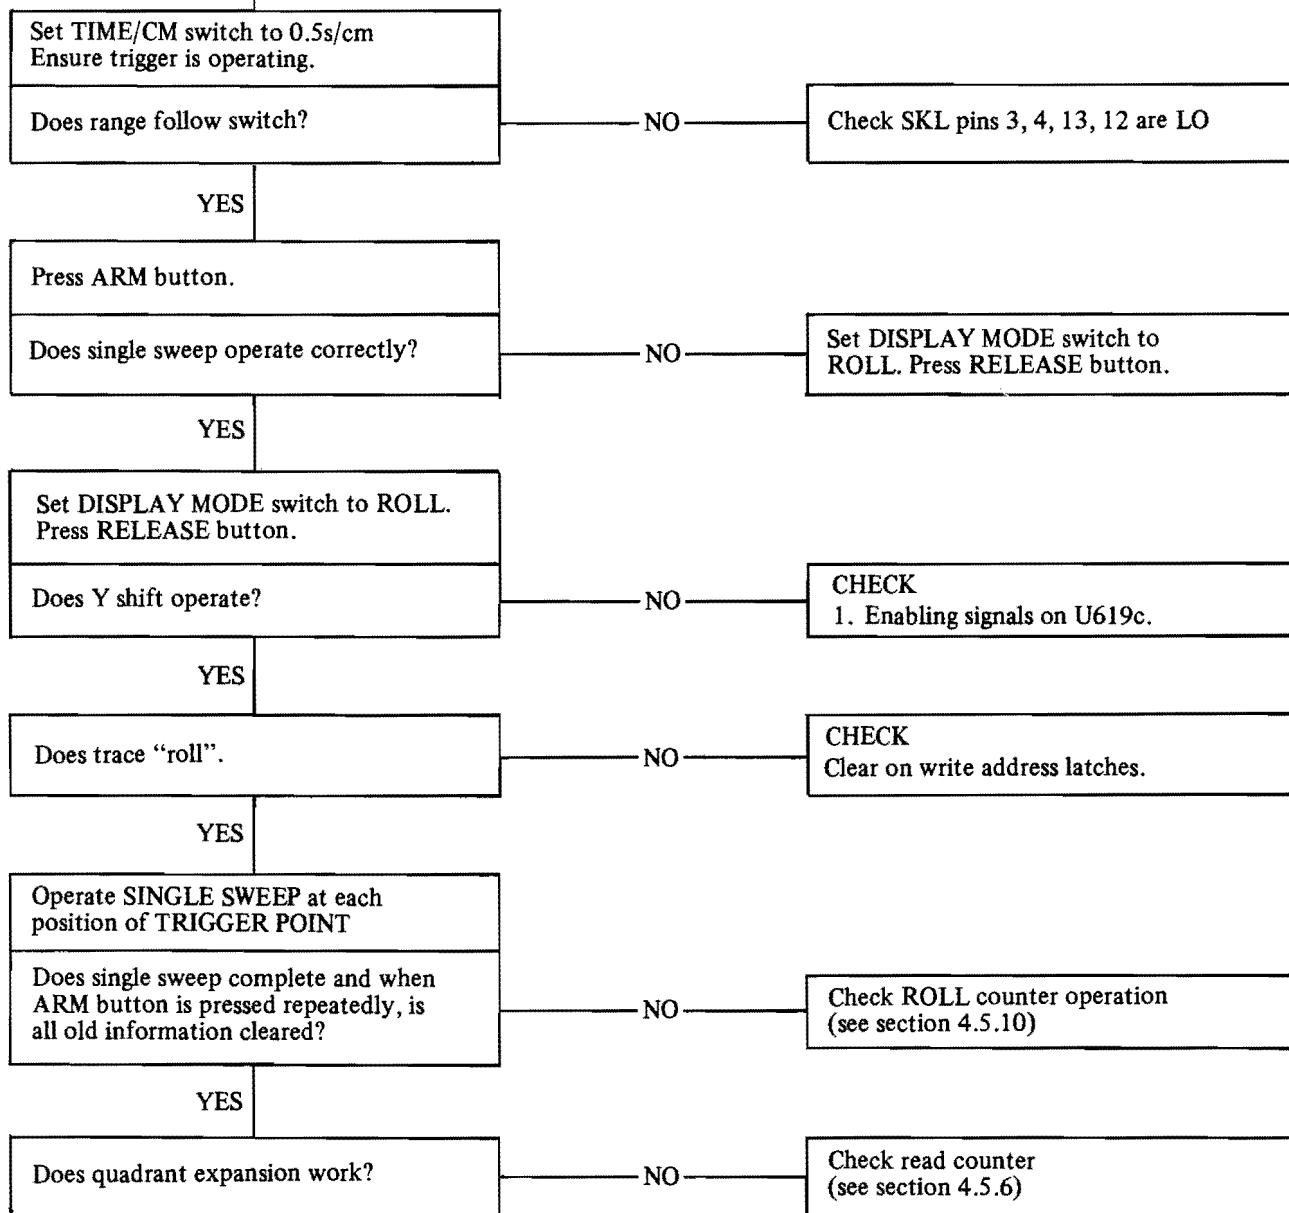 Set TIME/CM switch to 0.5s/cm
Ensure trigger is operating.
Does range follow switch?
NO
Check SKL pins 3, 4, 13, 12 are LO
YES
Press ARM button.
Does single sweep operate correctly?
NO
Set DISPLAY MODE switch to
ROLL. Press RELEASE button.
YES
Set DISPLAY MODE switch to ROLL.
Press RELEASE button.
Does Y shift operate?
NO
CHECK
1. Enabling signals on U619c.
YES
Does trace “roll”.
NO
CHECK
Clear on write address latches.
YES
Operate SINGLE SWEEP at each
position of TRIGGER POINT
Does single sweep complete and when
ARM button is pressed repeatedly, is
all old information cleared?
NO
Check ROLL counter operation
(see section 4.5.10)
YES
Does quadrant expansion work?
NO
Check read counter
(see section 4.5.6)